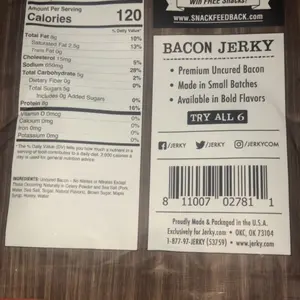 Amount Per Serving
Calories 120
% Daily Value*
Total Fat 8g 10%
Saturated Fat 2.5g 13%
Trans Fat 0g
Cholesterol 15mg 5%
Total Carbohydrate 8g
Dietary Fiber 0g 0%
Total Sugars
Includes 0g Added Sugars 0%
Protein 8g 16%
Vitamin D 0mcg 0%
Calcium 0mg 0%
Iron 0mg 0%
Potassium 0mg 0%
Win FREE Snacks!
www.SNACKFEEDBACK.com
BACON JERKY
• Premium Uncured Bacon
• Made in Small Batches
• Available in Bold Flavors
TRY ALL 6
/JERKY /JERKY /JERKYCOM
8 11007 02781 1
Proudly Made & Packaged in the U.S.A.
Exclusively for Jerky.com • OKC, OK 73104
1-877-97-JERKY (53759) • www.jerky.com